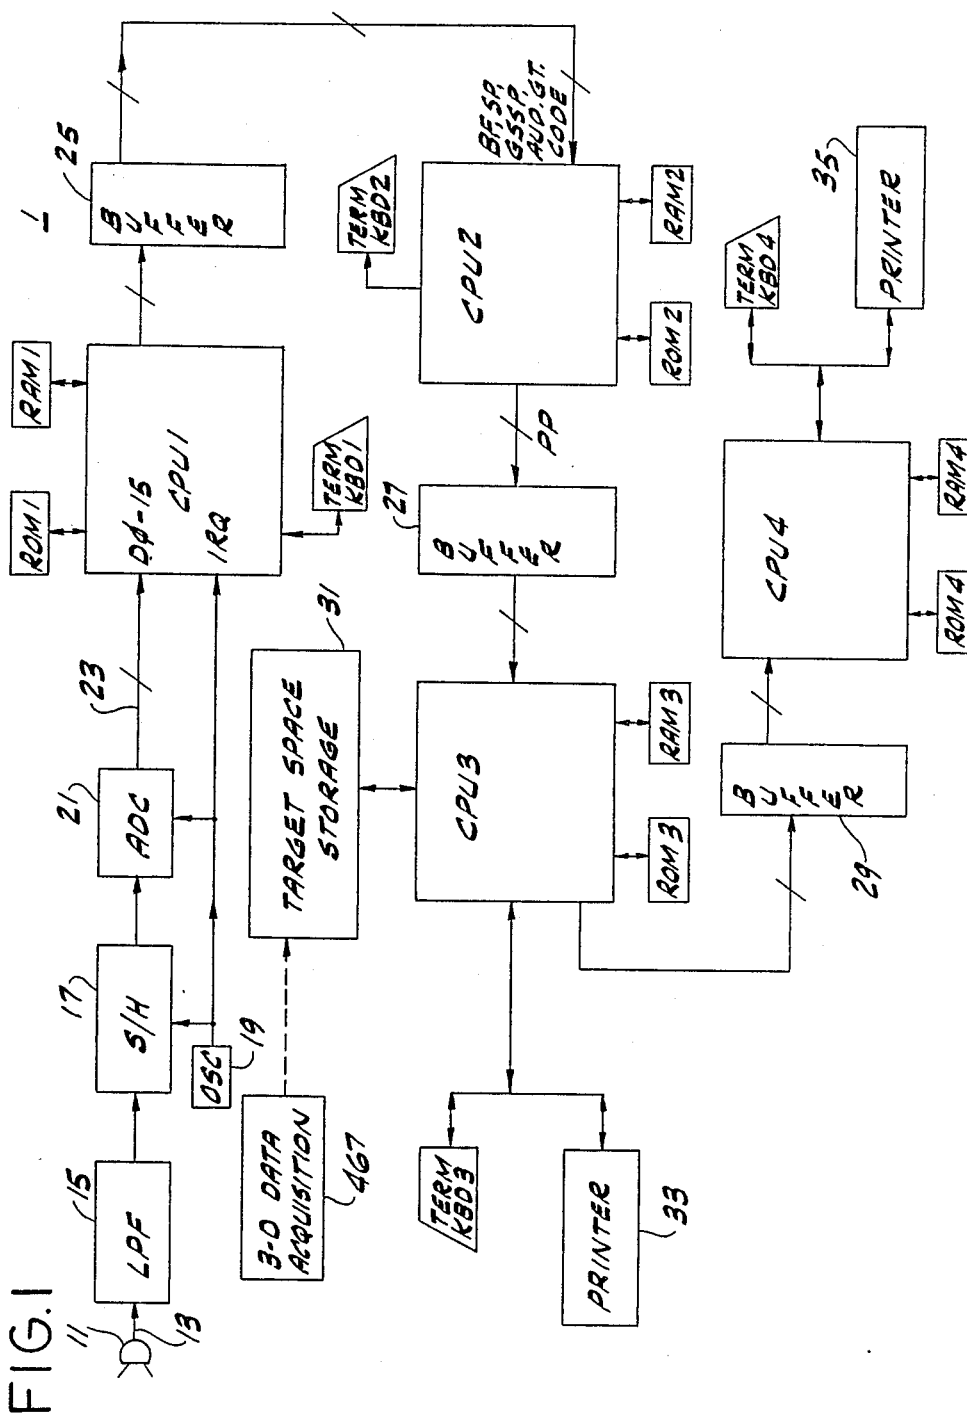 FIG.1
1
11
13
15
LPF
17
S/H
OSC
19
21
ADC
23
ROM1
RAM1
DØ-15
CPU1
IRQ
TERM
KBD1
25
BUFFER
3-D DATA
ACQUISITION
467
31
TARGET SPACE
STORAGE
27
BUFFER
PP
TERM
KBD2
BF, SP,
GSSP,
AUD.GT.
CODE
CPU2
ROM2
RAM2
TERM
KBD3
PRINTER
33
CPU3
ROM3
RAM3
BUFFER
29
CPU4
ROM4
RAM4
TERM
KBD4
35
PRINTER